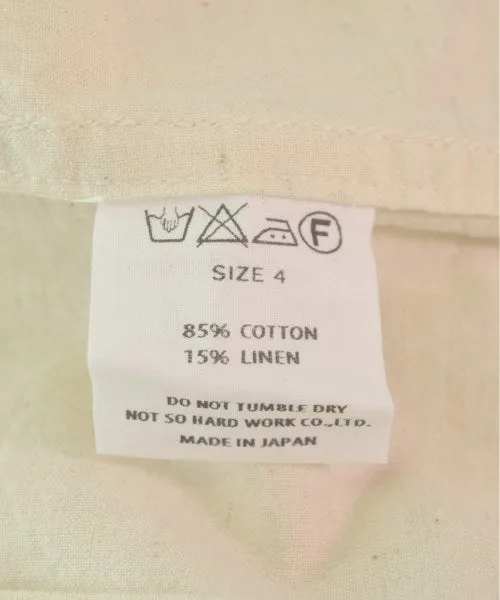 F
SIZE 4
85% COTTON
15% LINEN
DO NOT TUMBLE DRY
NOT SO HARD WORK CO.,LTD.
MADE IN JAPAN